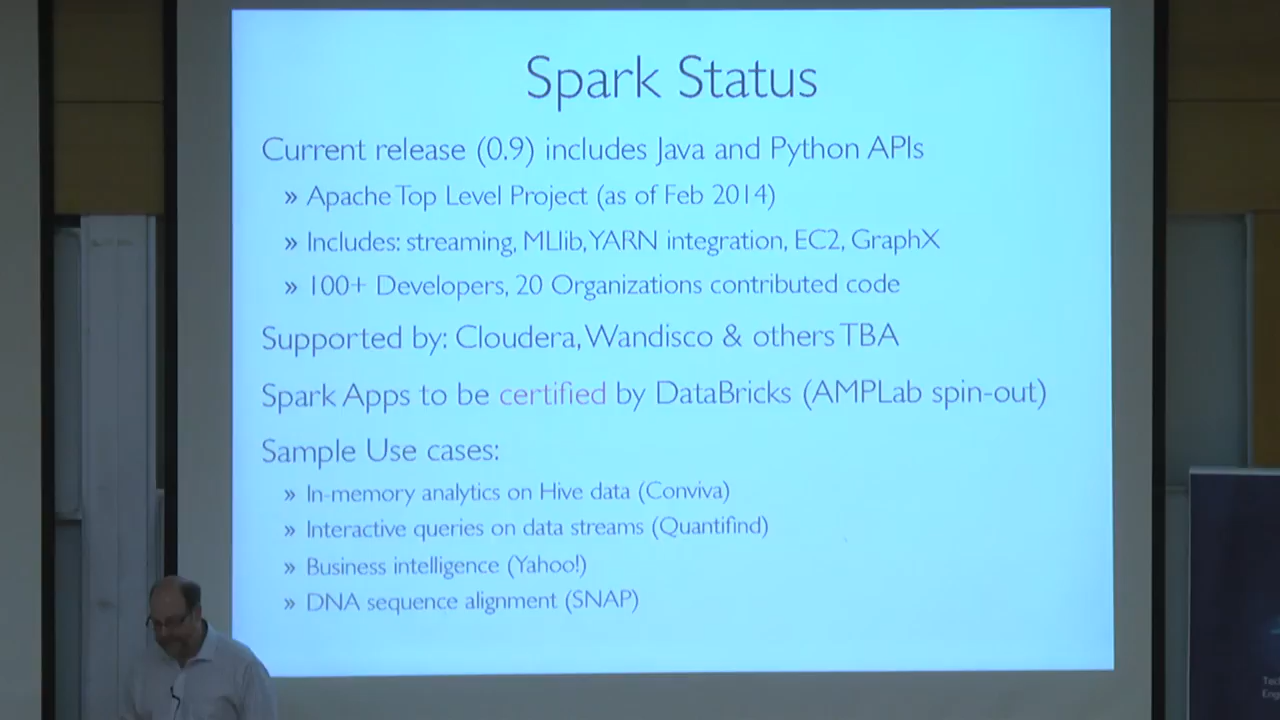 Spark Status
Current release (0.9) includes Java and Python APIs
» Apache Top Level Project (as of Feb 2014)
» Includes: streaming, MLlib, YARN integration, EC2, GraphX
» 100+ Developers, 20 Organizations contributed code
Supported by: Cloudera, Wandisco & others TBA
Spark Apps to be certified by DataBricks (AMPLab spin-out)
Sample Use cases:
» In-memory analytics on Hive data (Conviva)
» Interactive queries on data streams (Quantifind)
» Business intelligence (Yahoo!)
» DNA sequence alignment (SNAP)